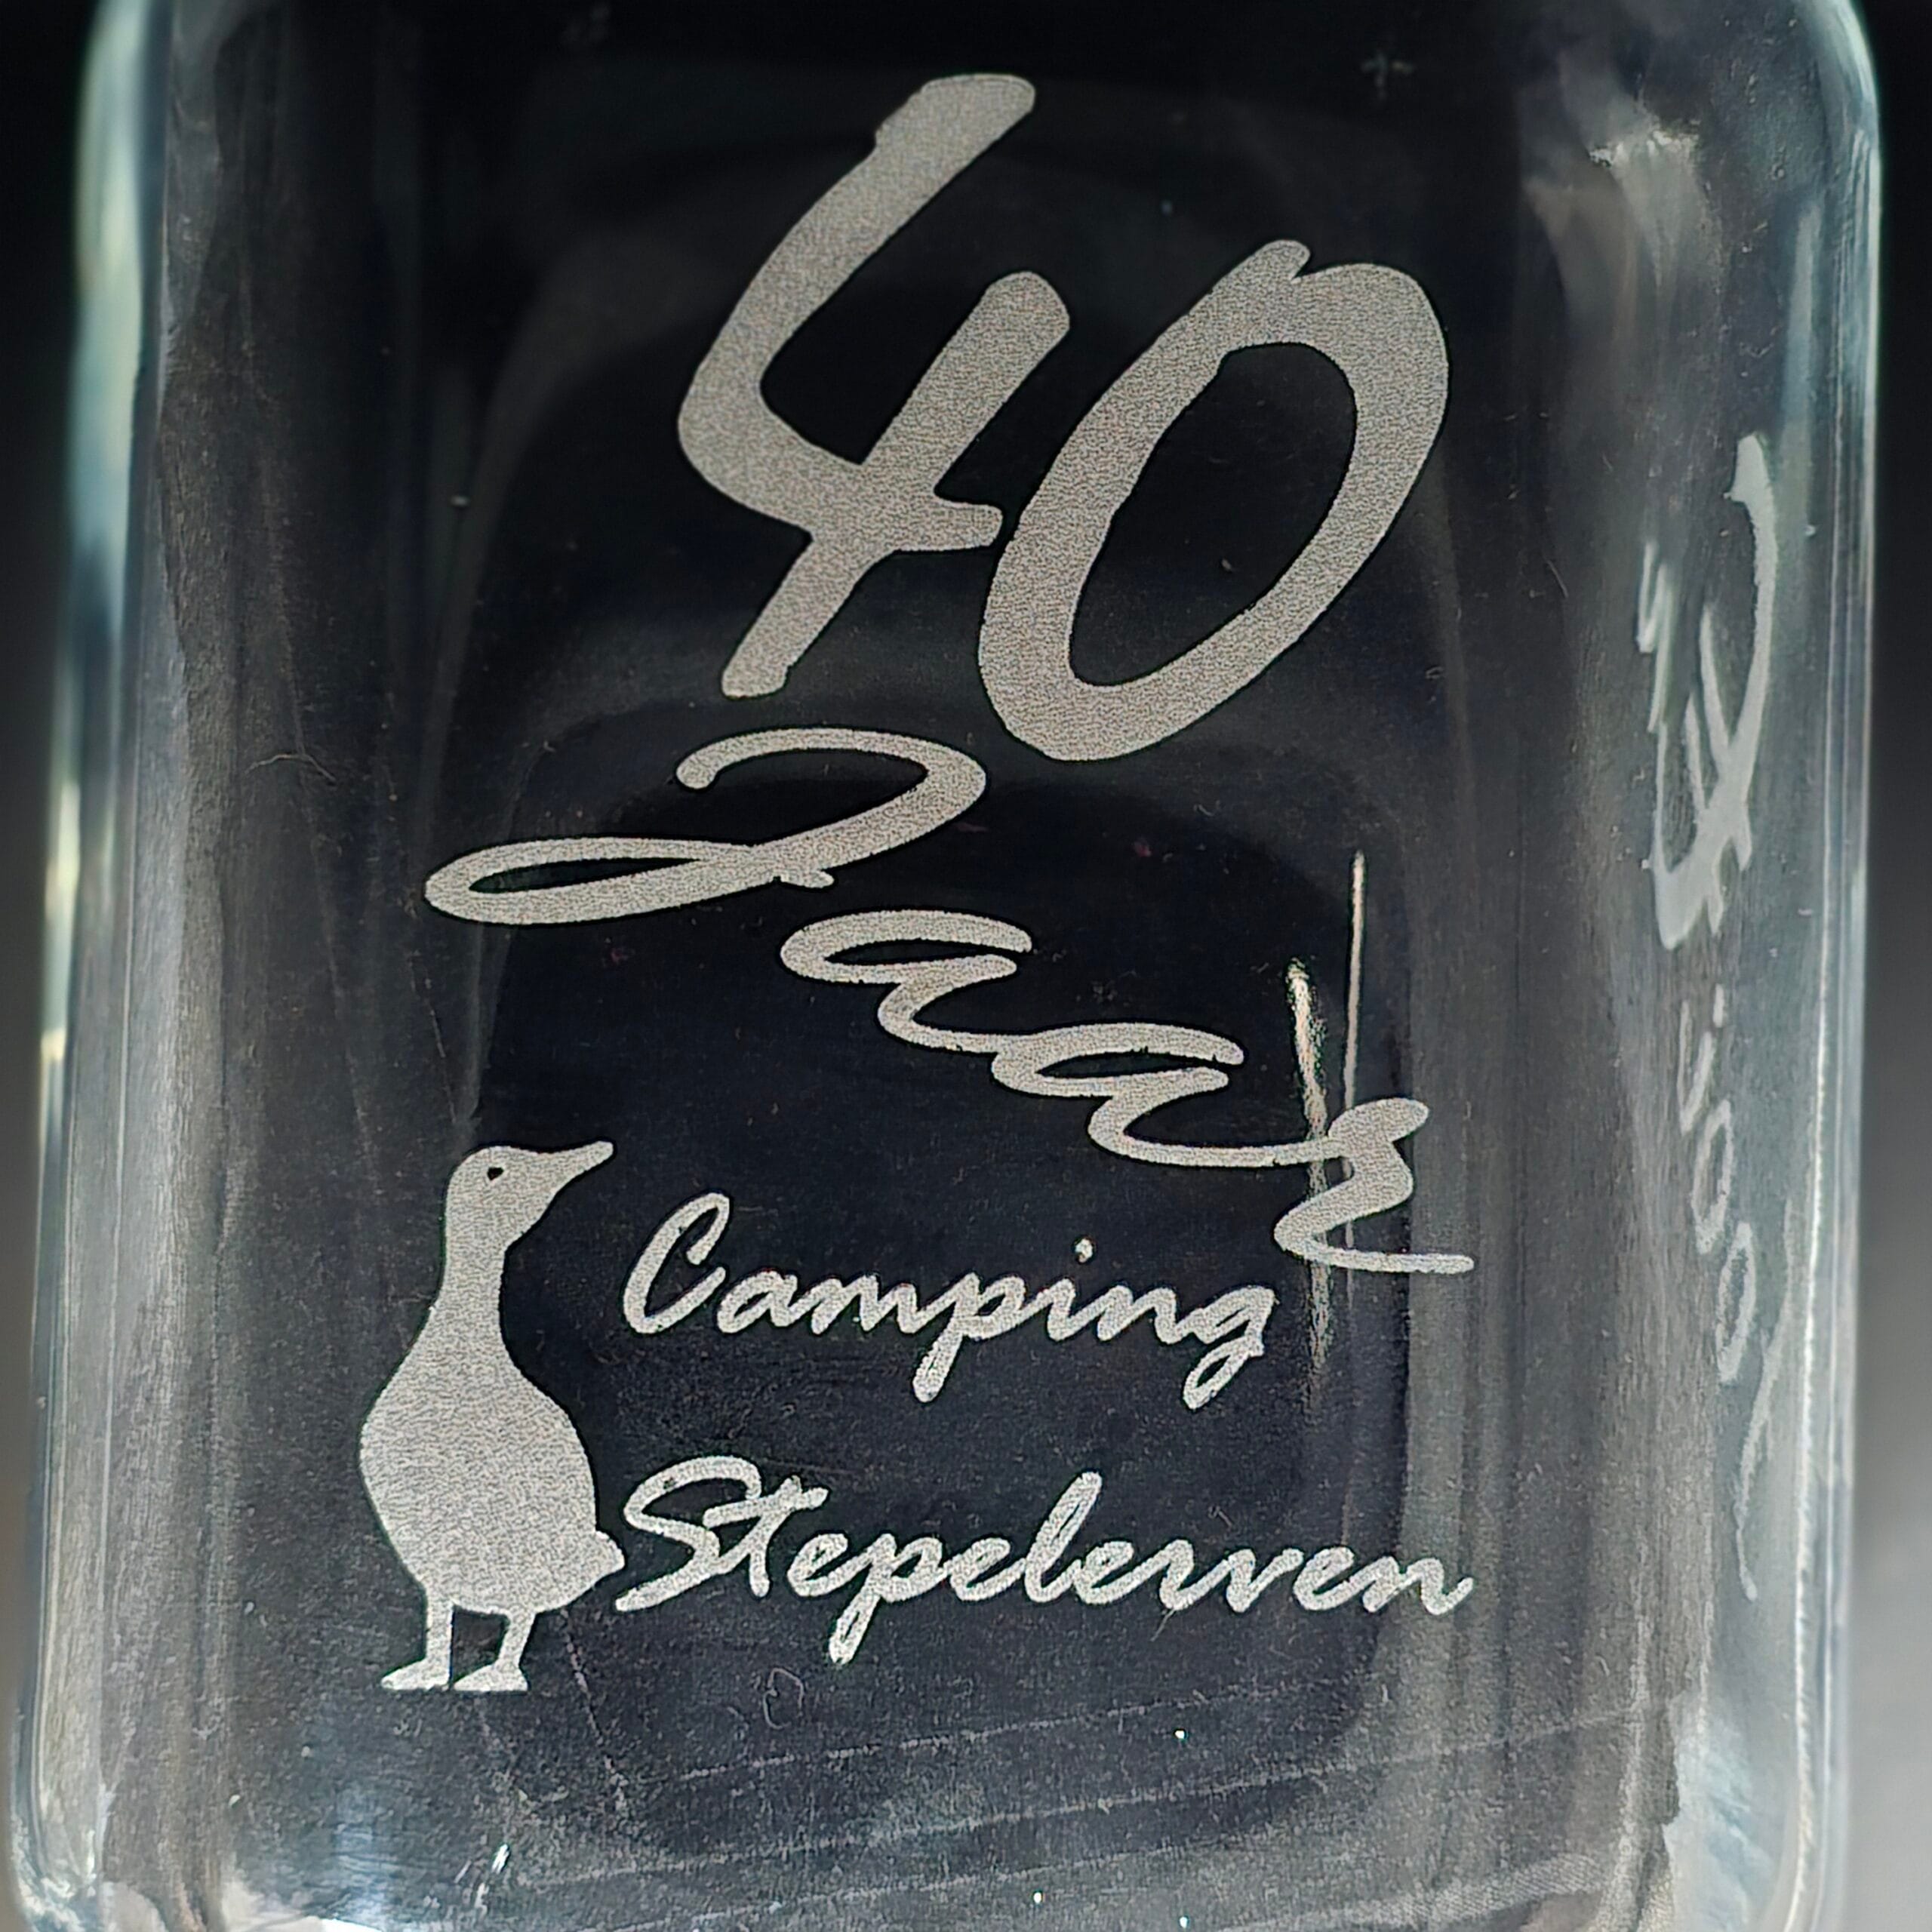 40
Jaar
Camping
Stepelerven